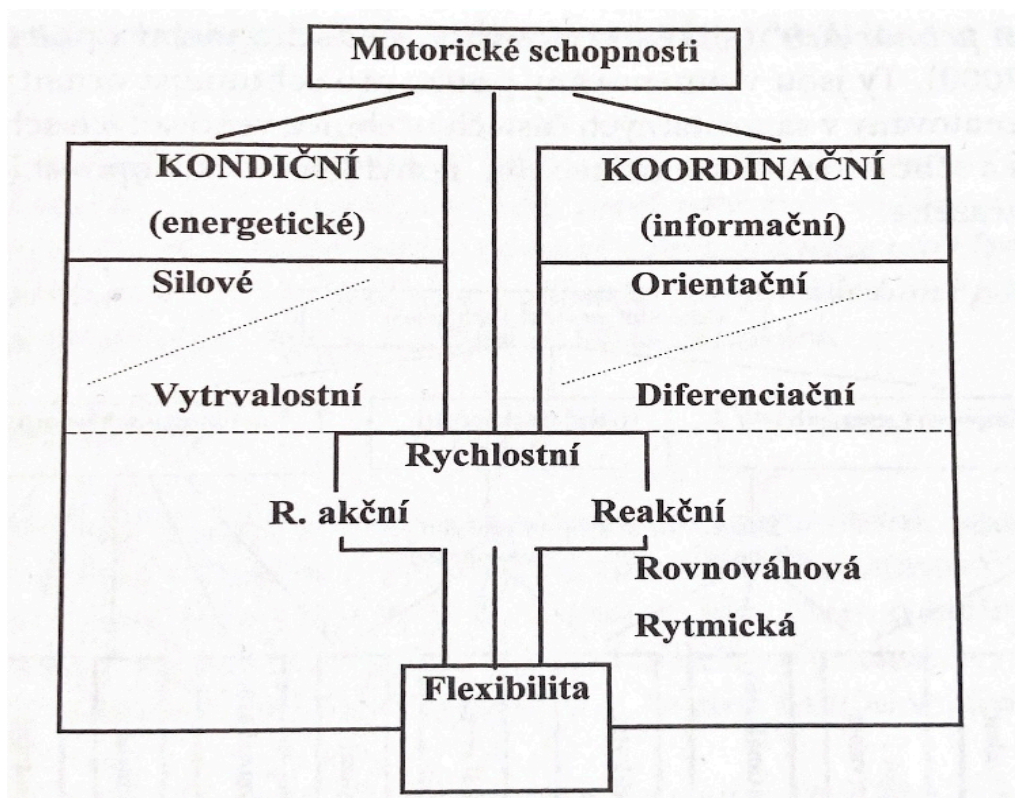 Motorické schopnosti
KONDIČNÍ
(energetické)
KOORDINAČNÍ
(informační)
Silové
Orientační
Vytrvalostní
Diferenciační
Rychlostní
R. akční
Reakční
Rovnováhová
Rytmická
Flexibilita